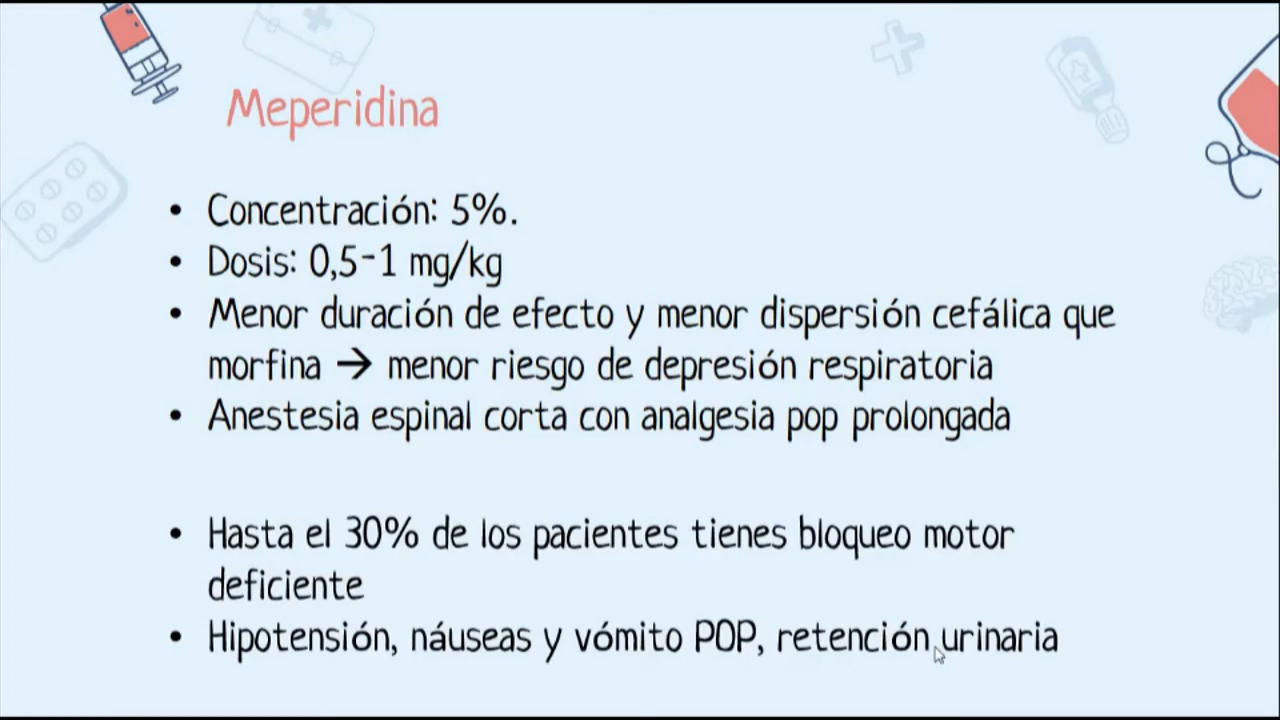 Meperidina
• Concentración: 5%.
• Dosis: 0,5-1 mg/kg
• Menor duración de efecto y menor dispersión cefálica que
morfina → menor riesgo de depresión respiratoria
• Anestesia espinal corta con analgesia pop prolongada
• Hasta el 30% de los pacientes tienes bloqueo motor
deficiente
• Hipotensión, náuseas y vómito POP, retención urinaria